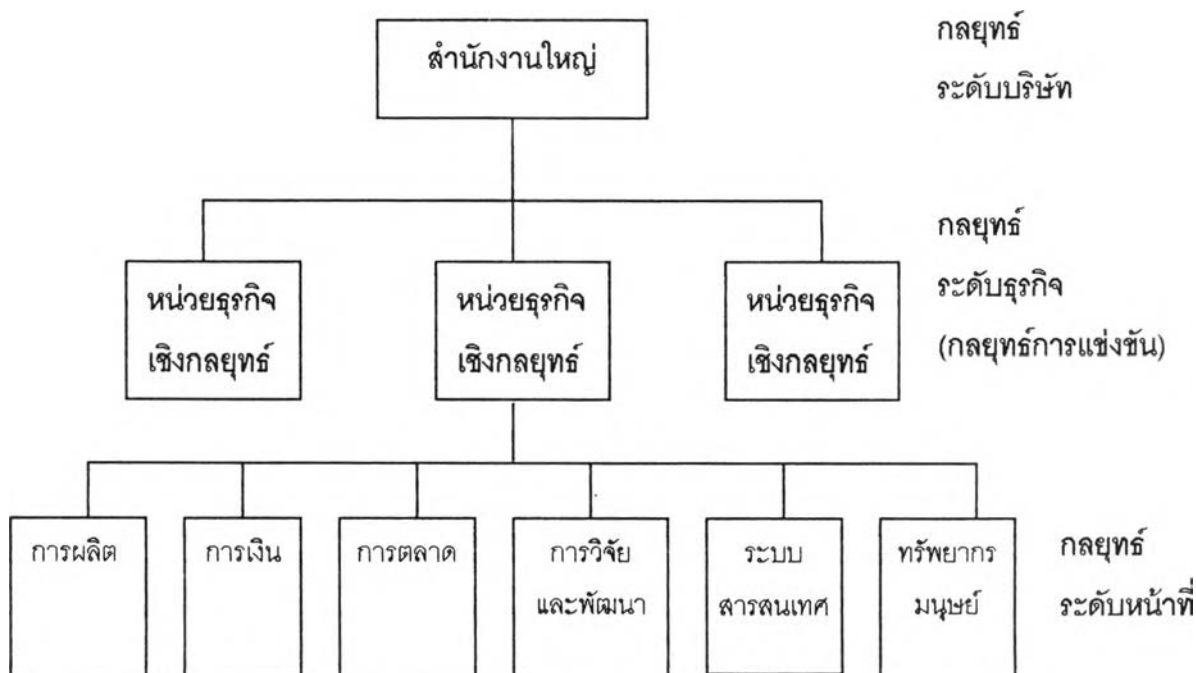 สำนักงานใหญ่
กลยุทธ์
ระดับบริษัท
หน่วยธุรกิจ
เชิงกลยุทธ์
หน่วยธุรกิจ
เชิงกลยุทธ์
หน่วยธุรกิจ
เชิงกลยุทธ์
กลยุทธ์
ระดับธุรกิจ
(กลยุทธ์การแข่งขัน)
การผลิต
การเงิน
การตลาด
การวิจัย
และพัฒนา
ระบบ
สารสนเทศ
ทรัพยากร
มนุษย์
กลยุทธ์
ระดับหน้าที่